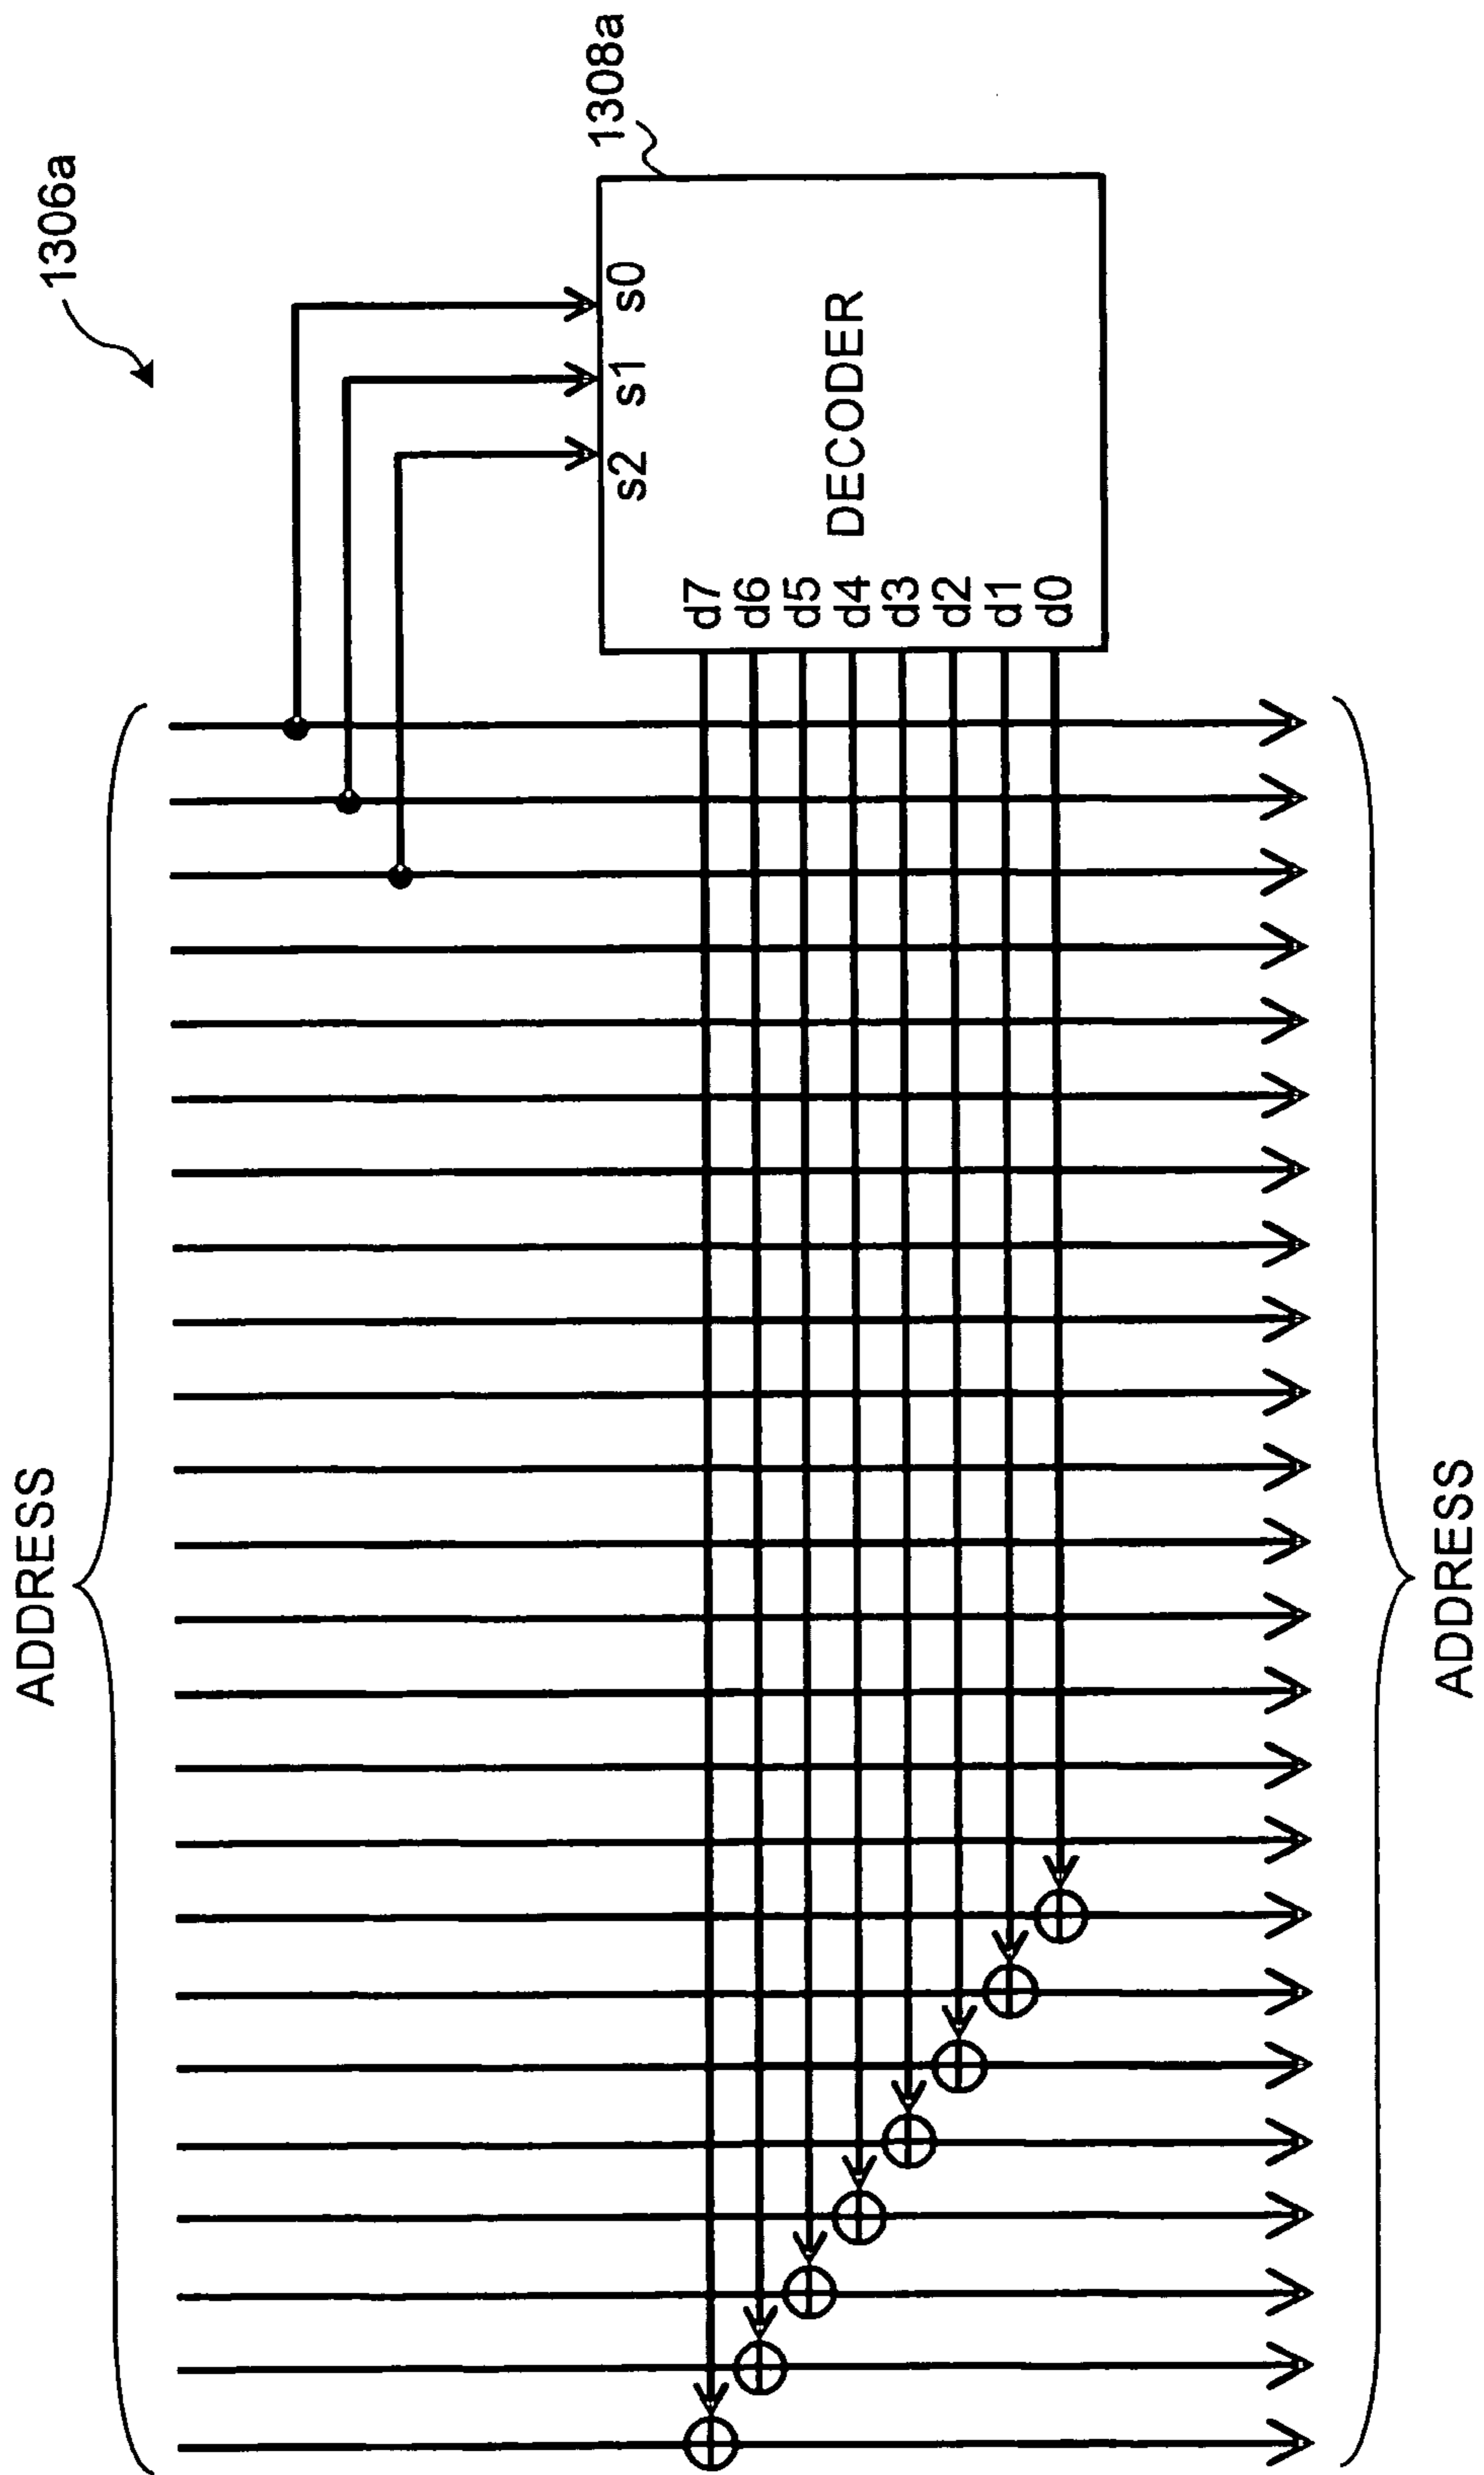 1306a
1308a
ADDRESS
s2 s1 s0
DECODER
d7
d6
d5
d4
d3
d2
d1
d0
ADDRESS